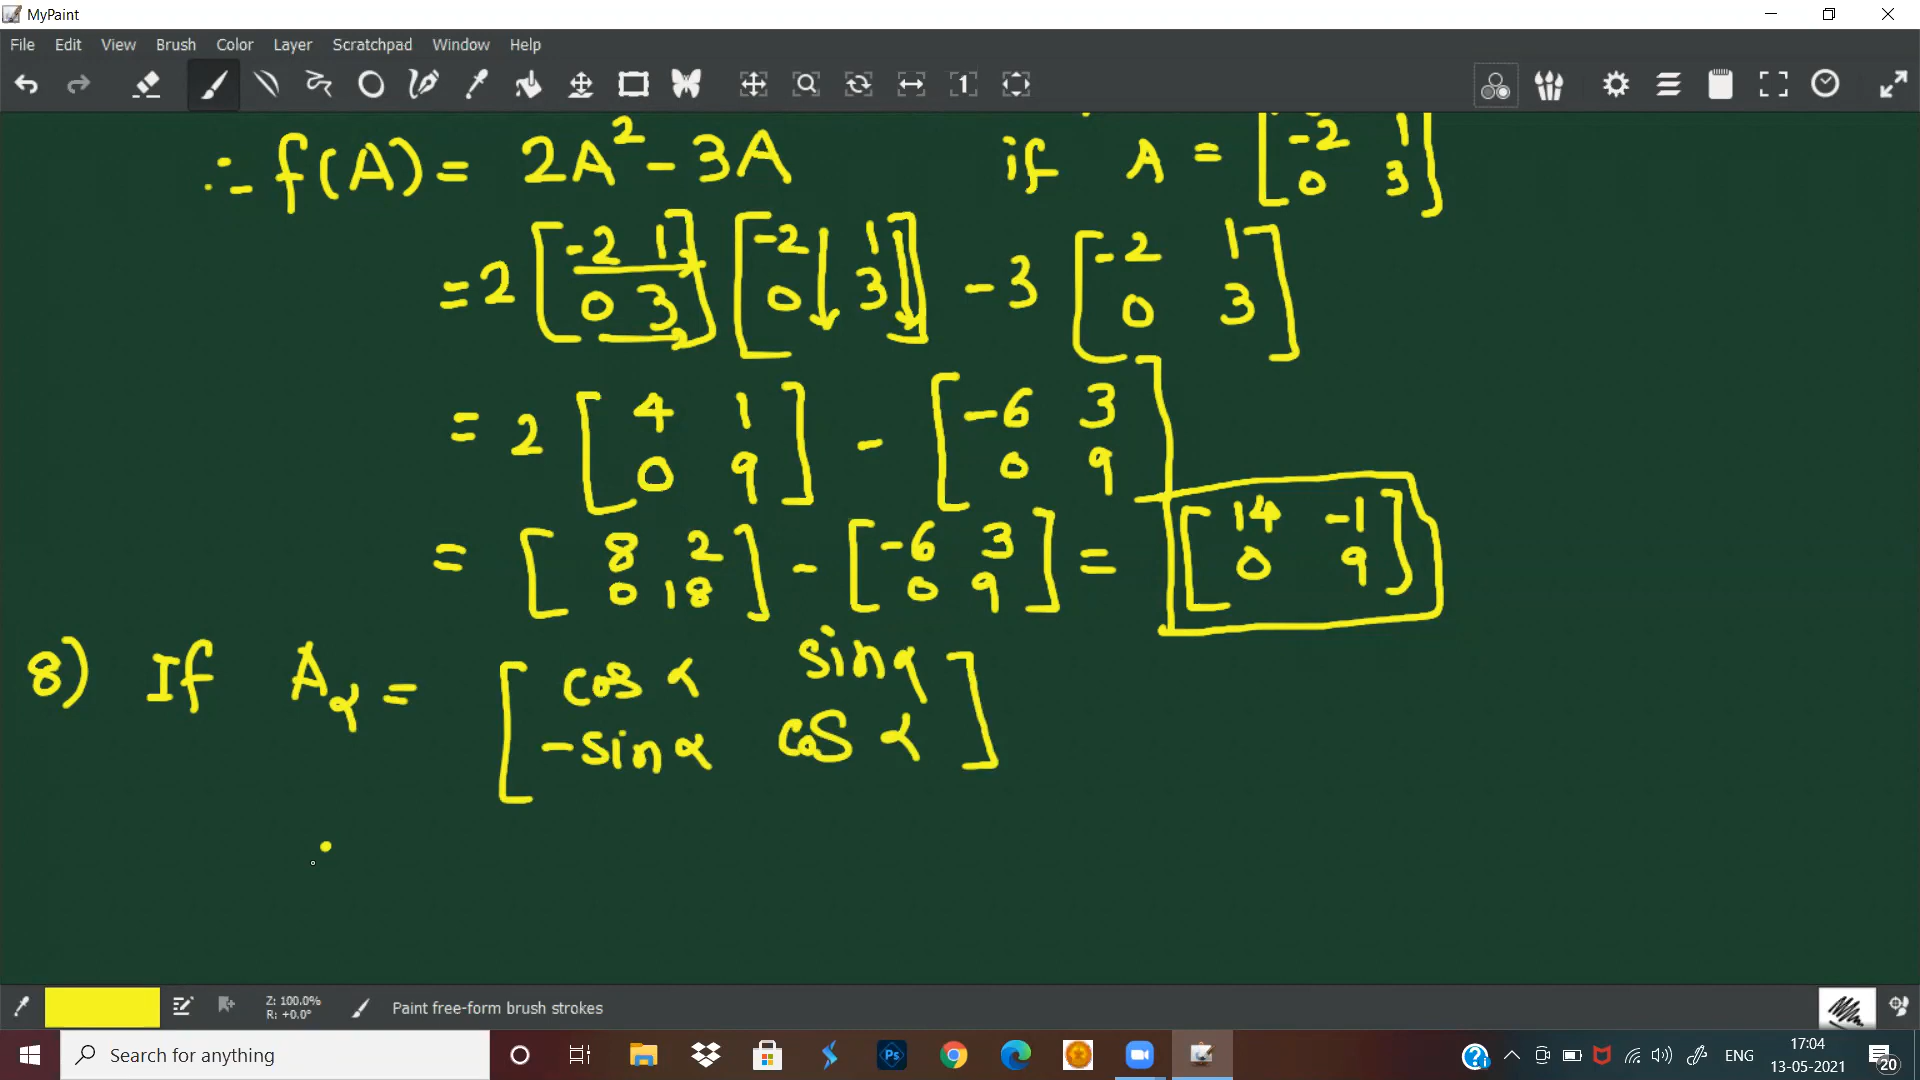 MyPaint
File Edit View Brush Color Layer Scratchpad Window Help
∴ f(A) = 2A² - 3A if A = [-2 1
0 3]
= 2 [-2 1
0 3] [-2 1
0 3] - 3 [-2 1
0 3]
= 2 [4 1
0 9] - [-6 3
0 9]
= [8 2
0 18] - [-6 3
0 9] = [14 -1
0 9]
8) If Aα = [cos α sin α
-sin α cos α]
Z: 100.0%
R: +0.0°
Paint free-form brush strokes
Search for anything
Ps
ENG
17:04
13-05-2021
20